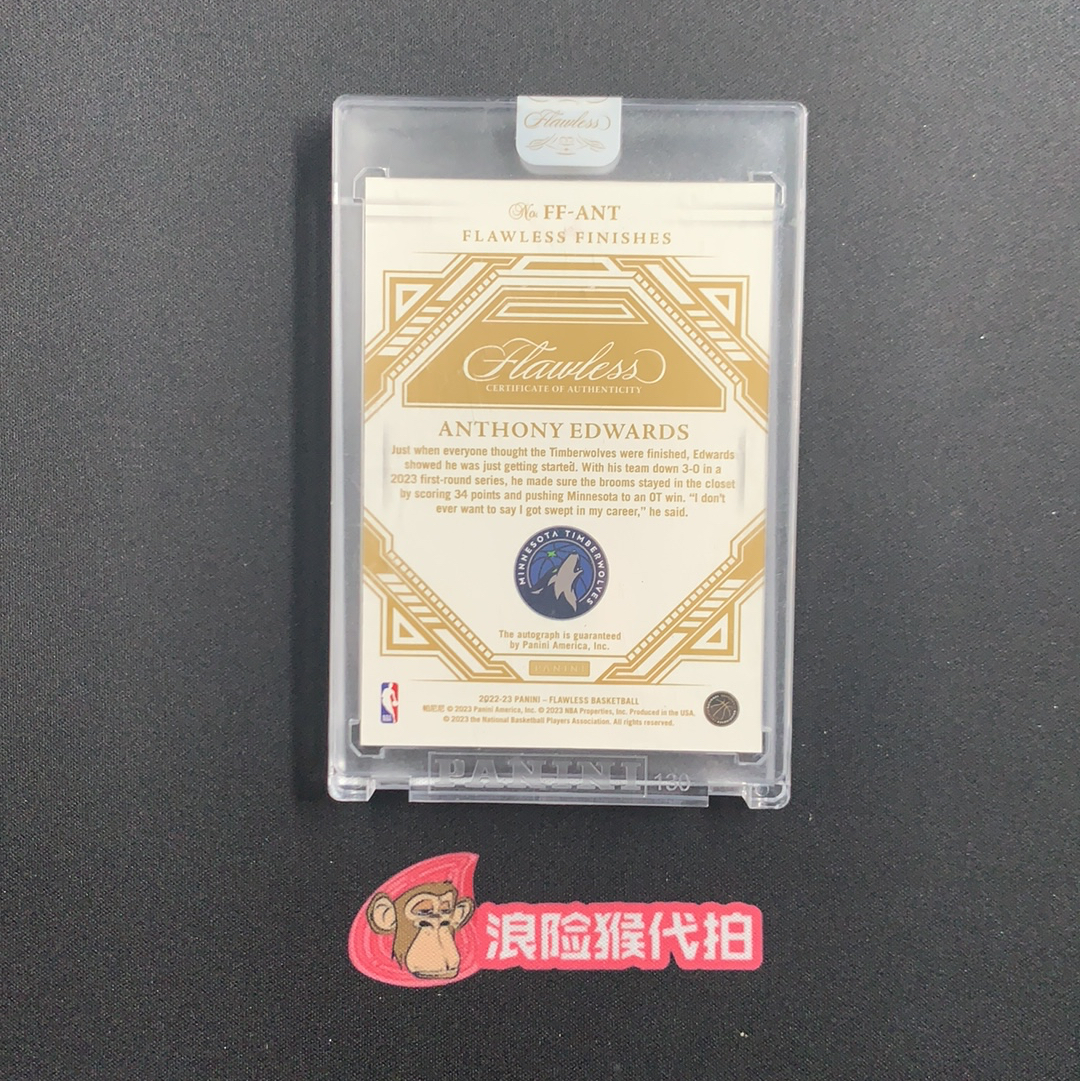 Flawless
No. FF-ANT
FLAWLESS FINISHES
Flawless
CERTIFICATE OF AUTHENTICITY
ANTHONY EDWARDS
Just when everyone thought the Timberwolves were finished, Edwards
showed he was just getting started. With his team down 3-0 in a
2023 first-round series, he made sure the brooms stayed in the closet
by scoring 34 points and pushing Minnesota to an OT win. “I don't
ever want to say I got swept in my career,” he said.
MINNESOTA TIMBERWOLVES
The autograph is guaranteed
by Panini America, Inc.
PANINI
2022-23 PANINI – FLAWLESS BASKETBALL
帕尼尼 © 2023 Panini America, Inc. © 2023 NBA Properties, Inc. Produced in the USA.
© 2023 the National Basketball Players Association. All rights reserved.
NBA
PANINI 130
浪险猴代拍